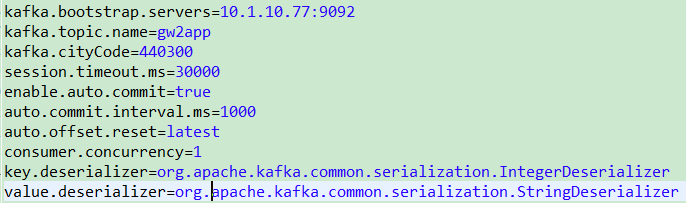 kafka.bootstrap.servers=10.1.10.77:9092
kafka.topic.name=gw2app
kafka.cityCode=440300
session.timeout.ms=30000
enable.auto.commit=true
auto.commit.interval.ms=1000
auto.offset.reset=latest
consumer.concurrency=1
key.deserializer=org.apache.kafka.common.serialization.IntegerDeserializer
value.deserializer=org.apache.kafka.common.serialization.StringDeserializer